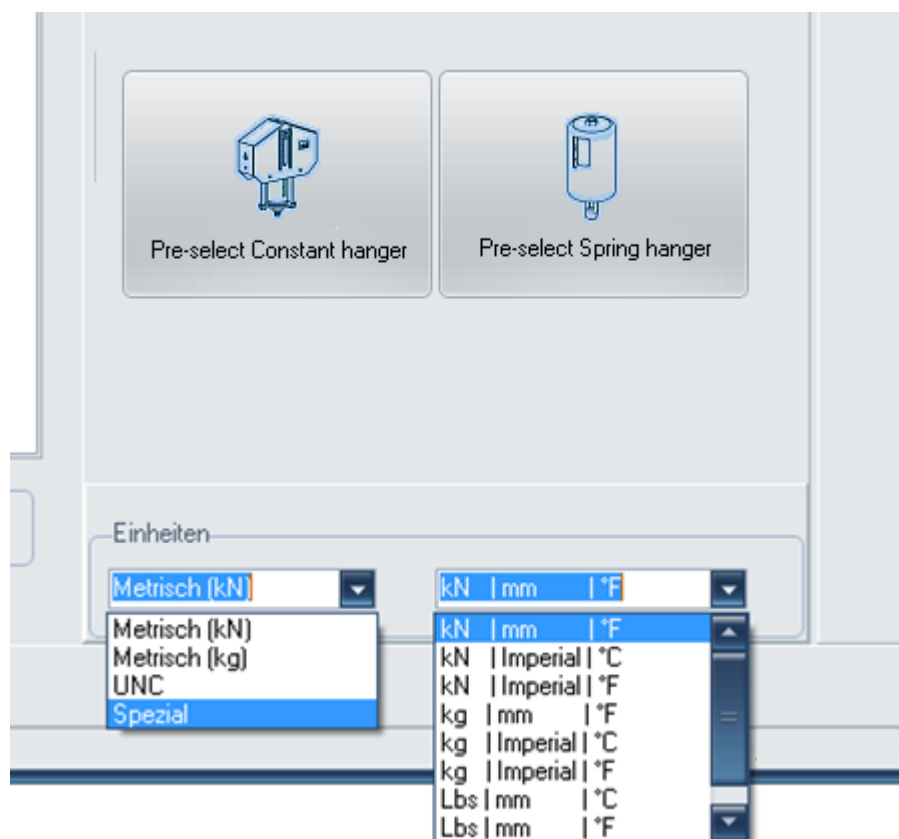 Pre-select Constant hanger
Pre-select Spring hanger
Einheiten
Metrisch (kN)
Metrisch (kN)
Metrisch (kg)
UNC
Spezial
kN | mm | °F
kN | mm | °F
kN | Imperial | °C
kN | Imperial | °F
kg | mm | °F
kg | Imperial | °C
kg | Imperial | °F
Lbs | mm | °C
Lbs | mm | °F